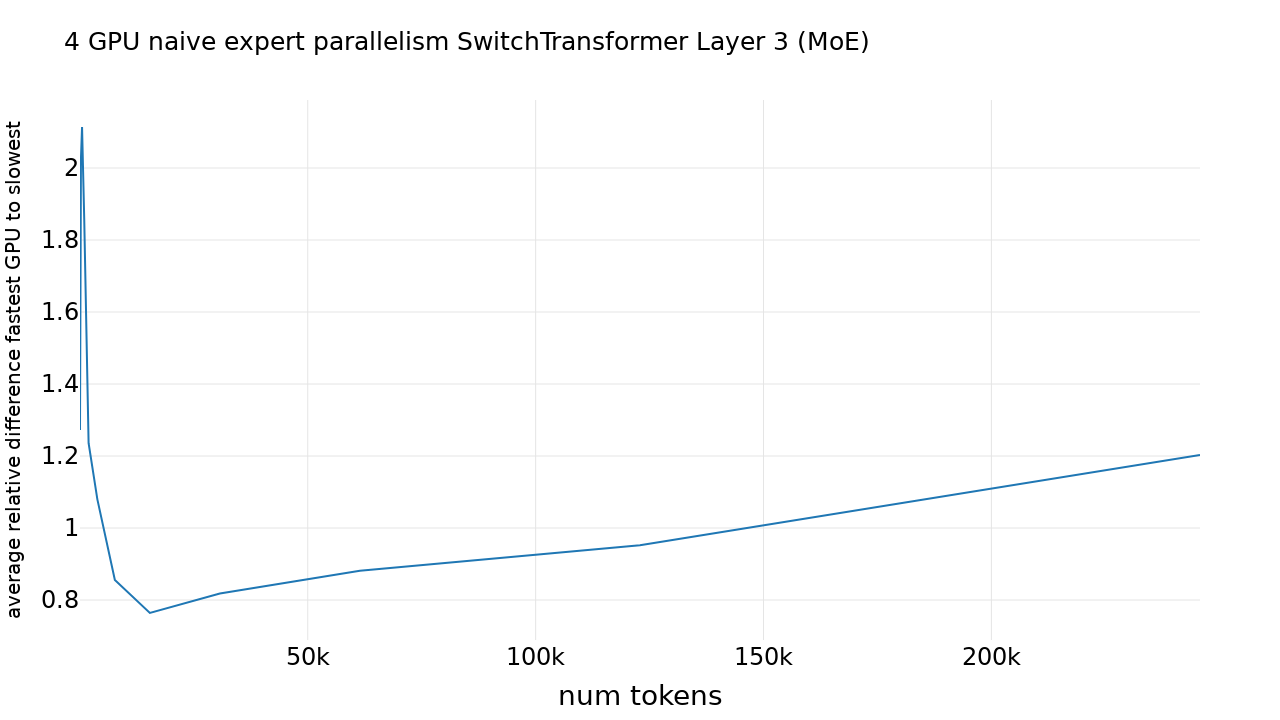 4 GPU naive expert parallelism SwitchTransformer Layer 3 (MoE)
average relative difference fastest GPU to slowest
2
1.8
1.6
1.4
1.2
1
0.8
50k
100k
150k
200k
num tokens